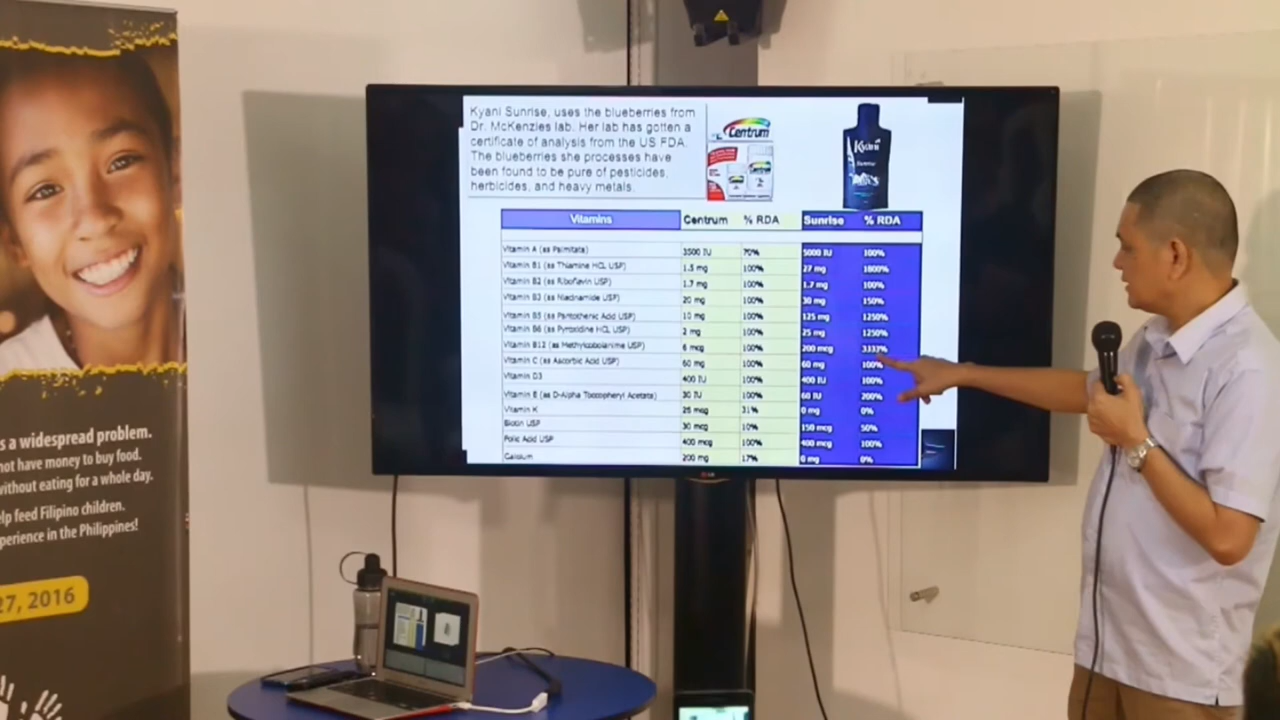 s a widespread problem.
not have money to buy food.
without eating for a whole day.
elp feed Filipino children.
perience in the Philippines!
27, 2016
Kyani Sunrise, uses the blueberries from
Dr. McKenzies lab. Her lab has gotten a
certificate of analysis from the US FDA.
The blueberries she processes have
been found to be pure of pesticides,
herbicides, and heavy metals.
Centrum
Kyäni
Sunrise
Vitamins Centrum % RDA Sunrise % RDA
Vitamin A (as Palmitate) 3500 IU 70% 5000 IU 100%
Vitamin B1 (as Thiamine HCL USP) 1.5 mg 100% 27 mg 1800%
Vitamin B2 (as Riboflavin USP) 1.7 mg 100% 1.7 mg 100%
Vitamin B3 (as Niacinamide USP) 20 mg 100% 30 mg 150%
Vitamin B5 (as Pantothenic Acid USP) 10 mg 100% 125 mg 1250%
Vitamin B6 (as Pyroxidine HCL USP) 2 mg 100% 25 mg 1250%
Vitamin B12 (as Methylcobolamine USP) 6 mcg 100% 200 mcg 3333%
Vitamin C (as Ascorbic Acid USP) 60 mg 100% 60 mg 100%
Vitamin D3 400 IU 100% 400 IU 100%
Vitamin E (as D-Alpha Tocopheryl Acetate) 30 IU 100% 60 IU 200%
Vitamin K 25 mcg 31% 0 mg 0%
Biotin USP 30 mcg 10% 150 mcg 50%
Folic Acid USP 400 mcg 100% 400 mcg 100%
Calcium 200 mg 17% 0 mg 0%
LG